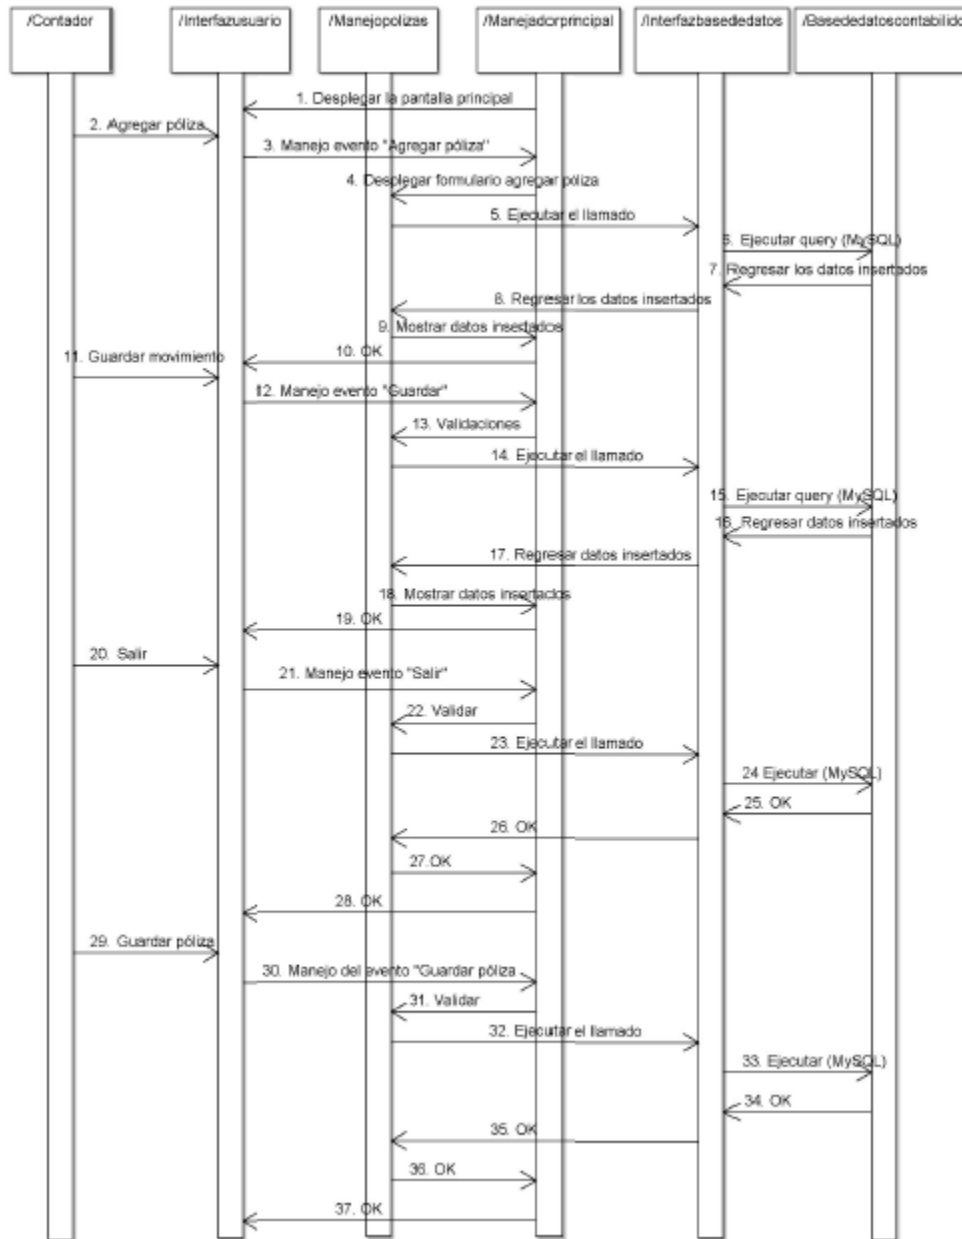 /Contador
/Interfazusuario
/Manejopolizas
/Manejadorprincipal
/Interfazbasededatos
/Basededatoscontabilido
1. Desplegar la pantalla principal
2. Agregar póliza
3. Manejo evento "Agregar póliza"
4. Desplegar formulario agregar póliza
5. Ejecutar el llamado
6. Ejecutar query (MySQL)
7. Regresar los datos insertados
8. Regresar los datos insertados
9. Mostrar datos insertados
10. OK
11. Guardar movimiento
12. Manejo evento "Guardar"
13. Validaciones
14. Ejecutar el llamado
15. Ejecutar query (MySQL)
16. Regresar datos insertados
17. Regresar datos insertados
18. Mostrar datos insertados
19. OK
20. Salir
21. Manejo evento "Salir"
22. Validar
23. Ejecutar el llamado
24 Ejecutar (MySQL)
25. OK
26. OK
27.OK
28. OK
29. Guardar póliza
30. Manejo del evento "Guardar póliza
31. Validar
32. Ejecutar el llamado
33. Ejecutar (MySQL)
34. OK
35. OK
36. OK
37. OK